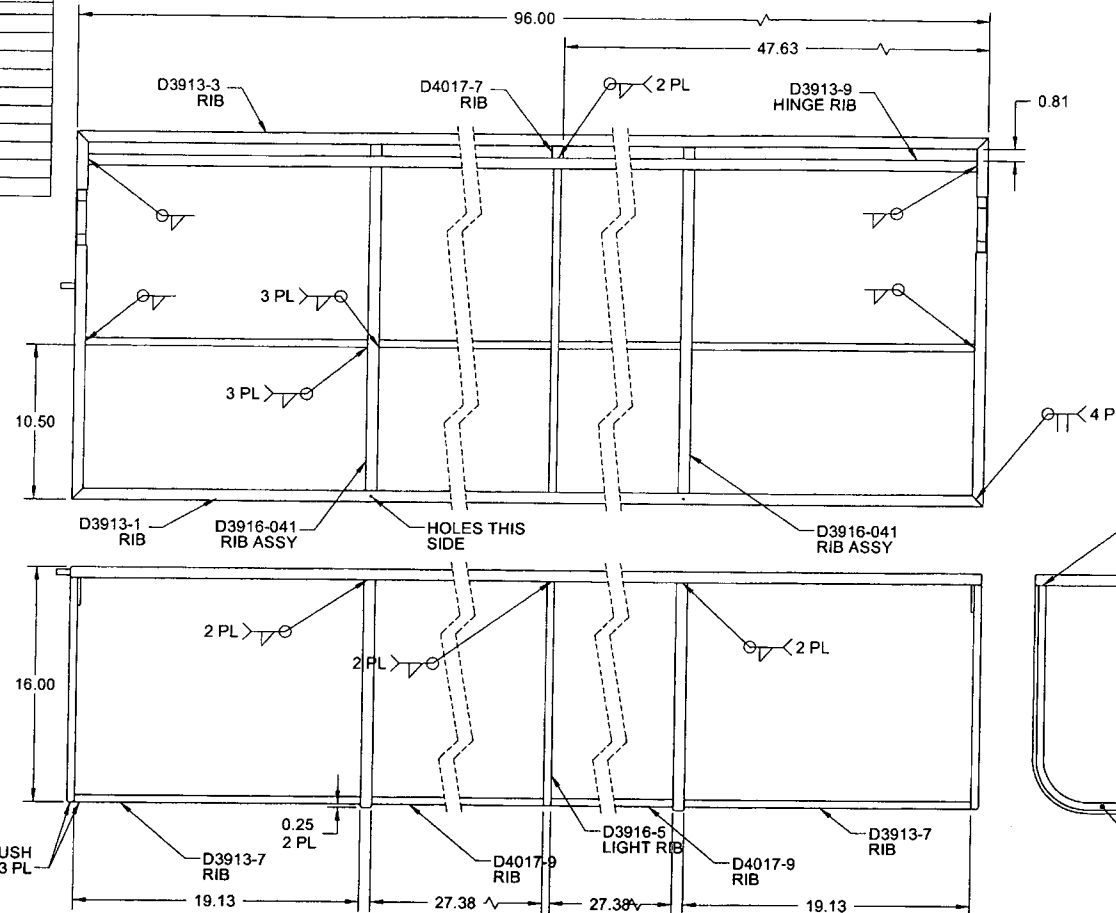 96.00
47.63
D3913-3
RIB
D4017-7
RIB
2 PL
D3913-9
HINGE RIB
0.81
3 PL
3 PL
10.50
4 P
D3913-1
RIB
D3916-041
RIB ASSY
HOLES THIS
SIDE
D3916-041
RIB ASSY
2 PL
2 PL
2 PL
16.00
0.25
2 PL
USH
3 PL
D3913-7
RIB
D4017-9
RIB
D3916-5
LIGHT RIB
D4017-9
RIB
D3913-7
RIB
19.13
27.38
27.38
19.13